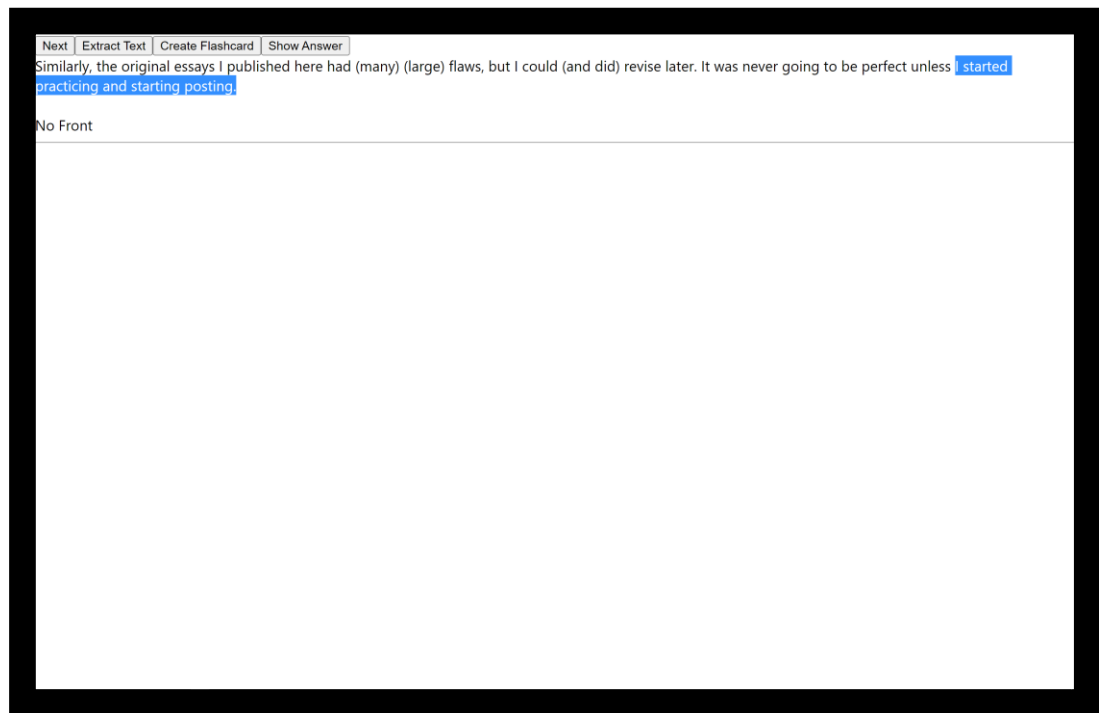 Next Extract Text Create Flashcard Show Answer
Similarly, the original essays I published here had (many) (large) flaws, but I could (and did) revise later. It was never going to be perfect unless I started
practicing and starting posting.
No Front